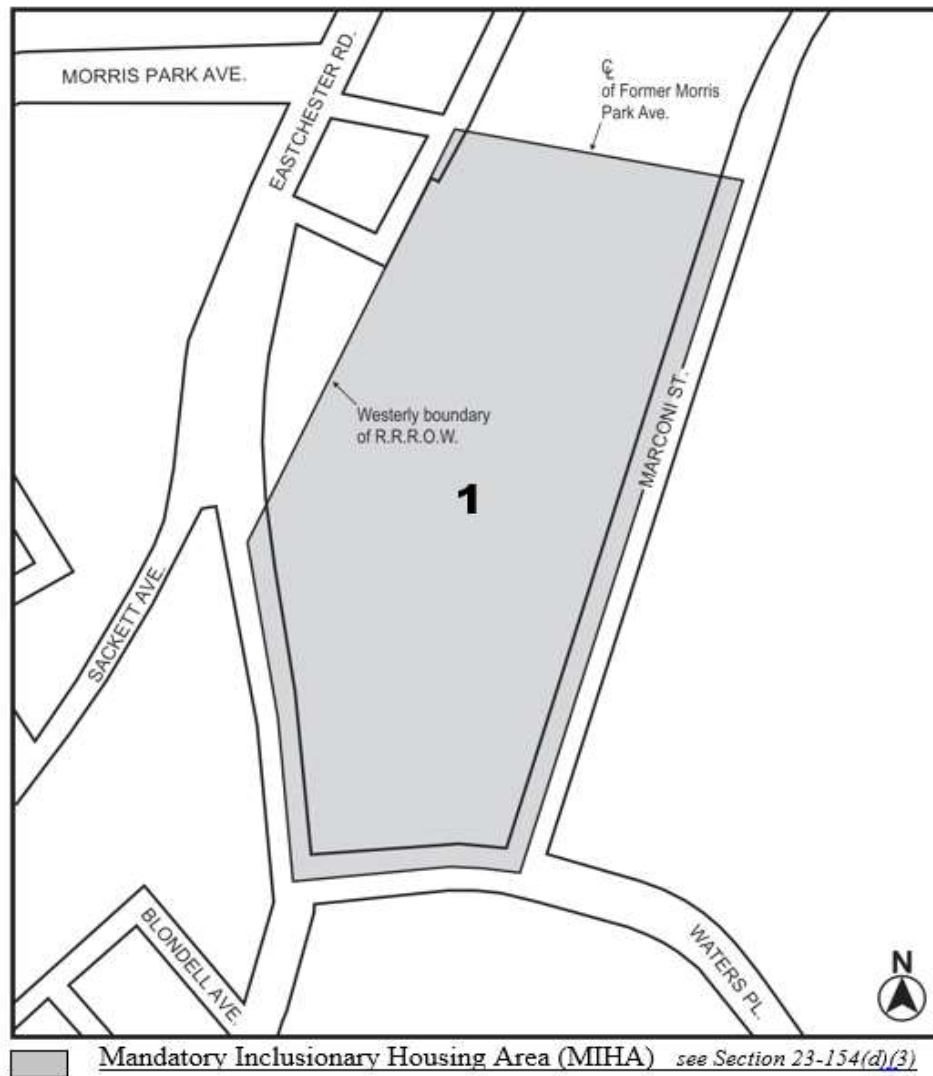 MORRIS PARK AVE.
EASTCHESTER RD.
℄
of Former Morris
Park Ave.
Westerly boundary
of R.R.R.O.W.
MARCONI ST.
1
SACKETT AVE.
BLONDELL AVE.
WATERS PL.
N
Mandatory Inclusionary Housing Area (MIHA) see Section 23-154(d)(3)